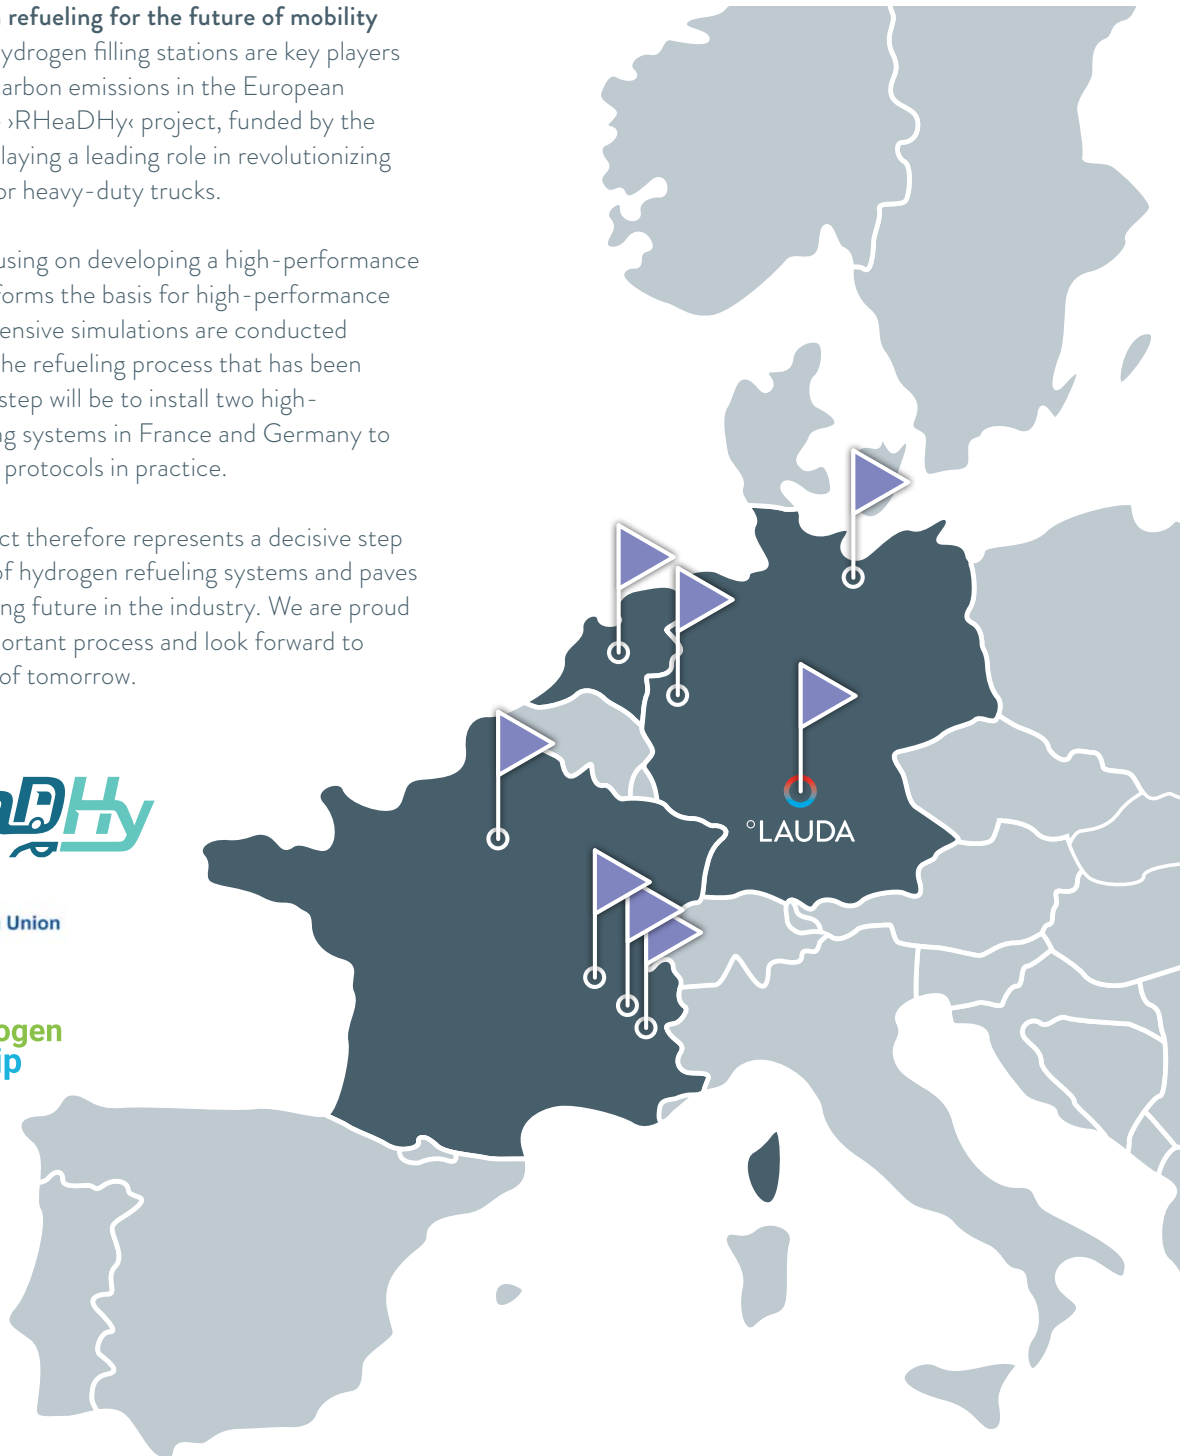 refueling for the future of mobility
ydrogen filling stations are key players
arbon emissions in the European
›RHeaDHy‹ project, funded by the
laying a leading role in revolutionizing
or heavy-duty trucks.
using on developing a high-performance
forms the basis for high-performance
ensive simulations are conducted
he refueling process that has been
step will be to install two high-
ng systems in France and Germany to
protocols in practice.
ct therefore represents a decisive step
of hydrogen refueling systems and paves
ng future in the industry. We are proud
portant process and look forward to
of tomorrow.
DHy
°LAUDA
Union
ogen
ip